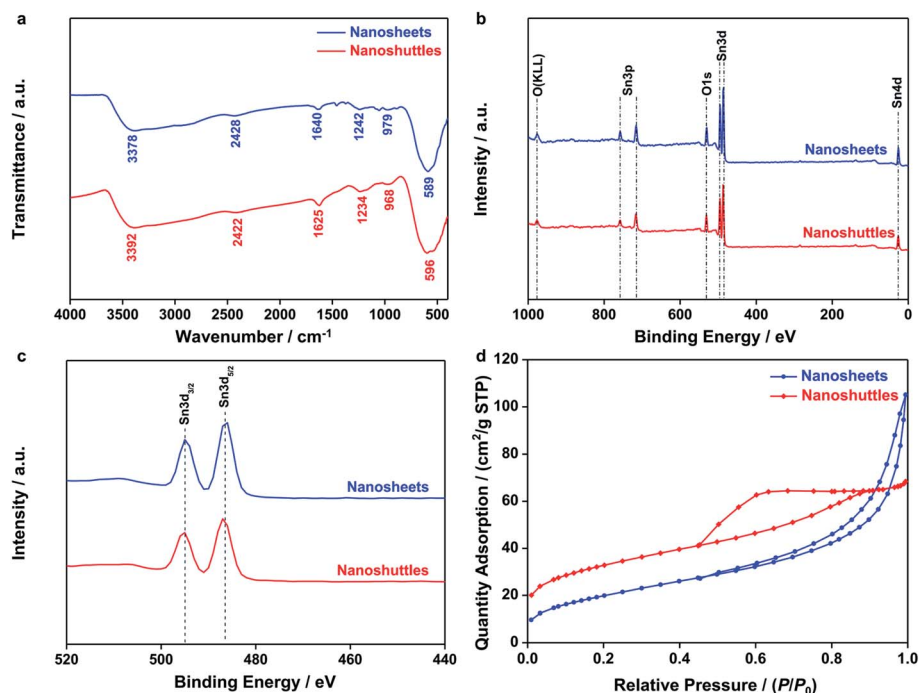 a
Nanosheets
Nanoshuttles
Transmittance / a.u.
3378
2428
1640
1242
979
589
3392
2422
1625
1234
968
596
4000 3500 3000 2500 2000 1500 1000 500
Wavenumber / cm⁻¹
b
Intensity / a.u.
O(KLL)
Sn3p
O1s
Sn3d
Sn4d
Nanosheets
Nanoshuttles
1000 800 600 400 200 0
Binding Energy / eV
c
Intensity / a.u.
Sn3d3/2
Sn3d5/2
Nanosheets
Nanoshuttles
520 500 480 460 440
Binding Energy / eV
d
Quantity Adsorption / (cm²/g STP)
120
100
80
60
40
20
0
Nanosheets
Nanoshuttles
0.0 0.2 0.4 0.6 0.8 1.0
Relative Pressure / (P/P0)